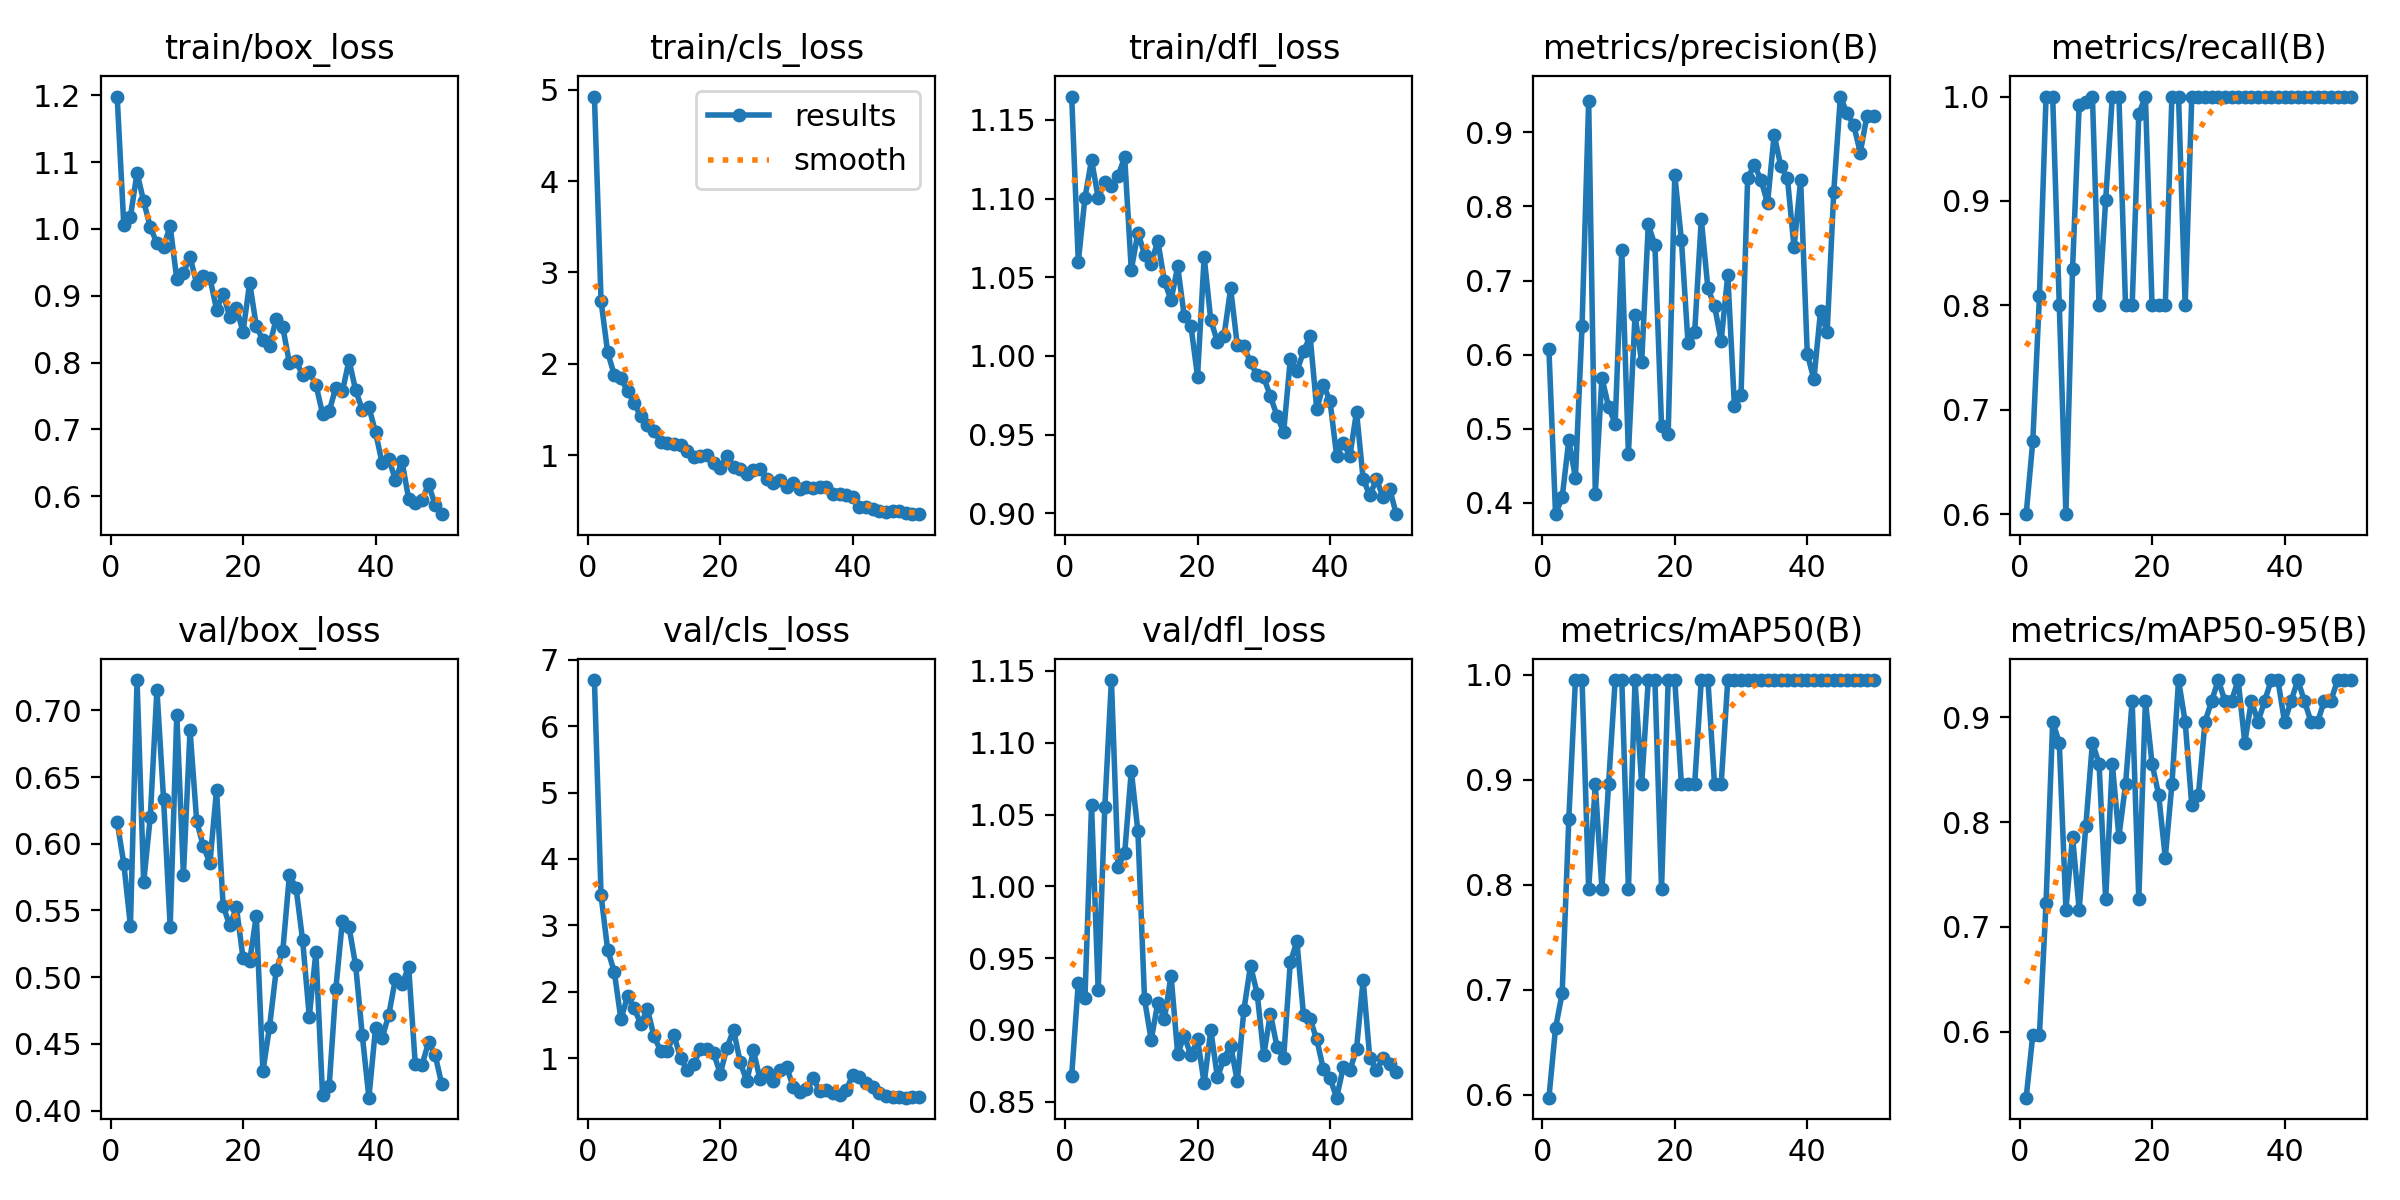 train/box_loss
1.2
1.1
1.0
0.9
0.8
0.7
0.6
0 20 40
train/cls_loss
results
smooth
5
4
3
2
1
0 20 40
train/dfl_loss
1.15
1.10
1.05
1.00
0.95
0.90
0 20 40
metrics/precision(B)
0.9
0.8
0.7
0.6
0.5
0.4
0 20 40
metrics/recall(B)
1.0
0.9
0.8
0.7
0.6
0 20 40
val/box_loss
0.70
0.65
0.60
0.55
0.50
0.45
0.40
0 20 40
val/cls_loss
7
6
5
4
3
2
1
0 20 40
val/dfl_loss
1.15
1.10
1.05
1.00
0.95
0.90
0.85
0 20 40
metrics/mAP50(B)
1.0
0.9
0.8
0.7
0.6
0 20 40
metrics/mAP50-95(B)
0.9
0.8
0.7
0.6
0 20 40